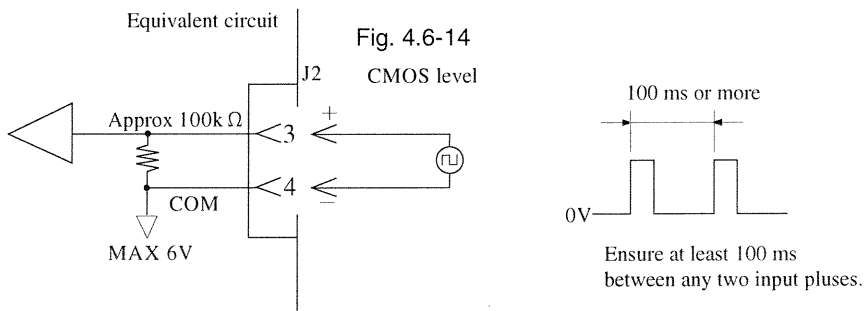 Equivalent circuit
Fig. 4.6-14
J2
CMOS level
100 ms or more
Approx 100k Ω
3
+
4
−
COM
MAX 6V
0V
Ensure at least 100 ms
between any two input pluses.